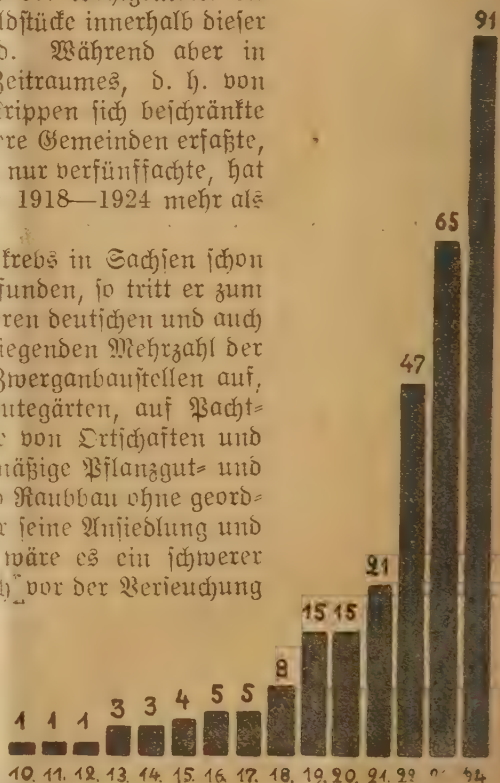 ldstücke innerhalb dieser
d. Während aber in
Zeitraumes, d. h. von
rippen sich beschränkte
re Gemeinden erfaßte,
nur verfünffachte, hat
1918—1924 mehr als
krebs in Sachsen schon
funden, so tritt er zum
ren deutschen und auch
iegenden Mehrzahl der
Zwerganbaustellen auf,
utegärten, auf Pacht-
von Ortschaften und
mäßige Pflanzgut- und
Raubbau ohne geord-
r seine Ansiedlung und
wäre es ein schwerer
vor der Verseuchung
91
65
47
21
15 15
8
1 1 1 3 3 4 5 5
10. 11. 12. 13. 14. 15. 16. 17. 18. 19. 20. 21. 22 24.